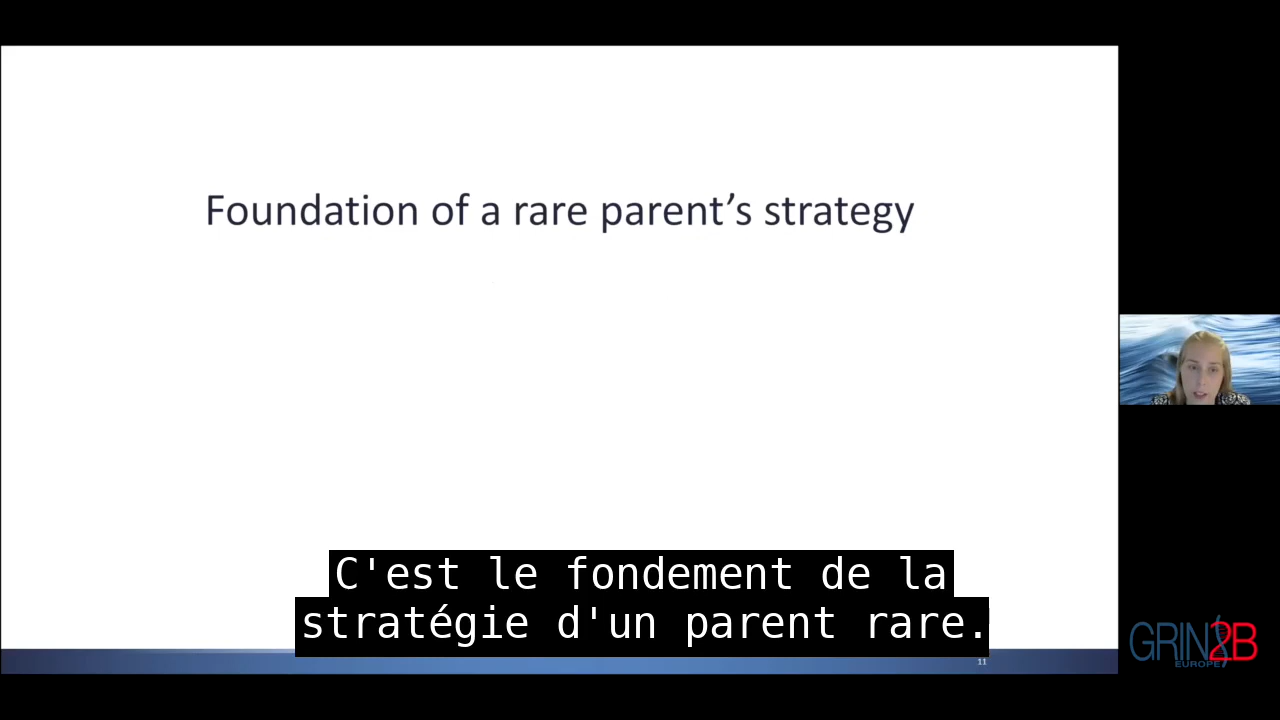 Foundation of a rare parent’s strategy
C'est le fondement de la
stratégie d'un parent rare.
11
GRIN2B
EUROPE